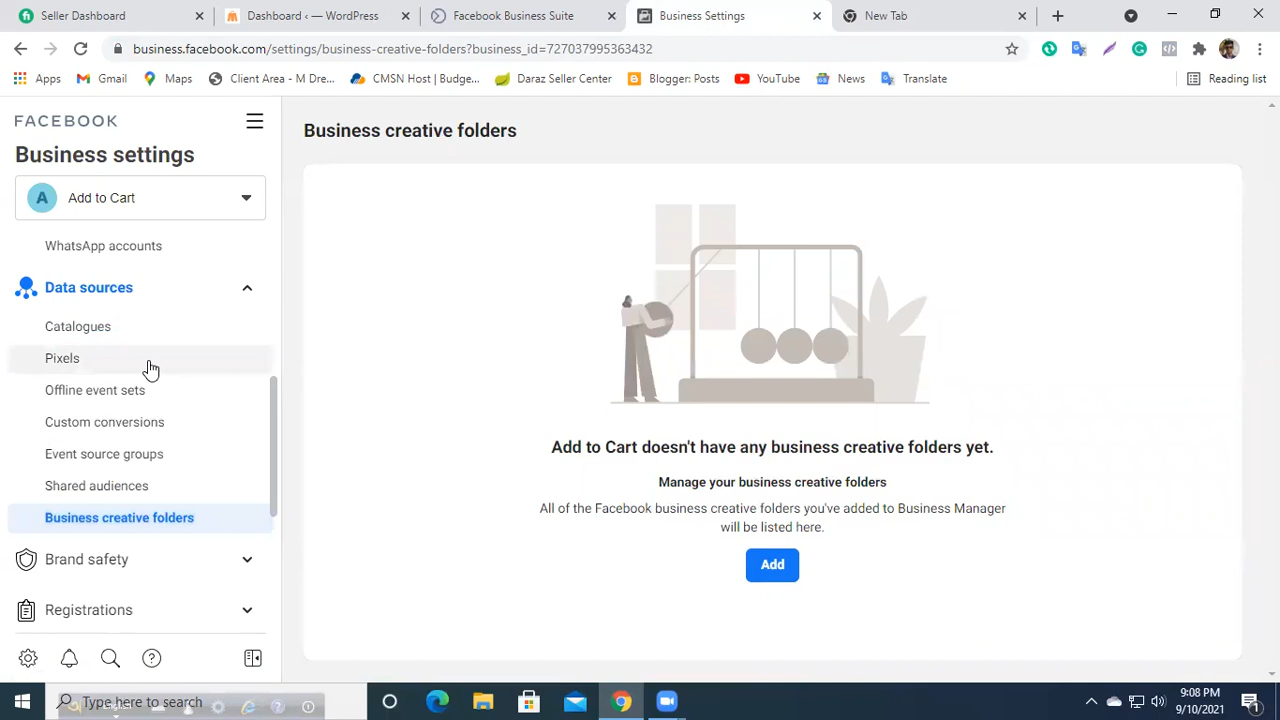 Seller Dashboard
Dashboard ‹ — WordPress
Facebook Business Suite
Business Settings
New Tab
business.facebook.com/settings/business-creative-folders?business_id=727037995363432
Apps
Gmail
Maps
Client Area - M Dre...
CMSN Host | Budge...
Daraz Seller Center
Blogger: Posts
YouTube
News
Translate
Reading list
FACEBOOK
Business settings
A Add to Cart
WhatsApp accounts
Data sources
Catalogues
Pixels
Offline event sets
Custom conversions
Event source groups
Shared audiences
Business creative folders
Brand safety
Registrations
Business creative folders
Add to Cart doesn't have any business creative folders yet.
Manage your business creative folders
All of the Facebook business creative folders you've added to Business Manager
will be listed here.
Add
Type here to search
9:08 PM
9/10/2021
1